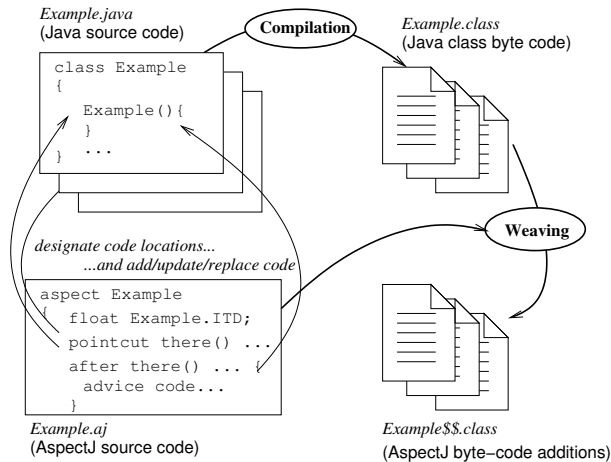 Example.java
(Java source code)
Compilation
Example.class
(Java class byte code)
class Example
{
Example(){
}
...
}
designate code locations...
...and add/update/replace code
Weaving
aspect Example
{ float Example.ITD;
pointcut there() ...
after there() ... {
advice code...
}
Example.aj
(AspectJ source code)
Example$$.class
(AspectJ byte−code additions)